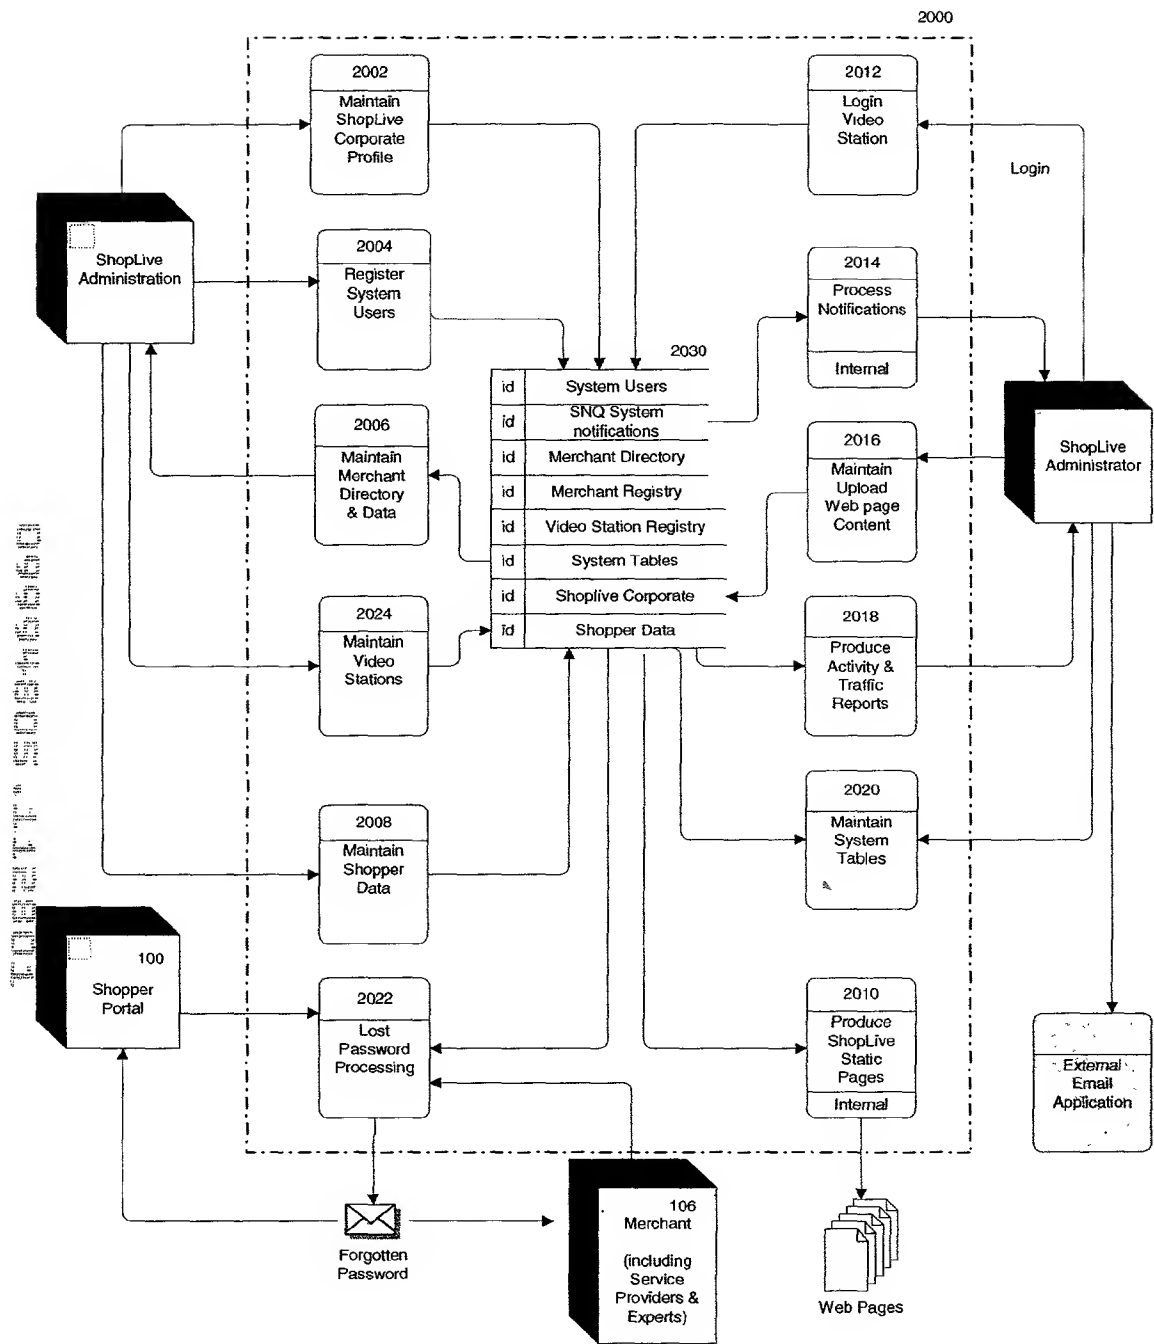 2000
2002
Maintain
ShopLive
Corporate
Profile
2012
Login
Video
Station
Login
ShopLive
Administration
2004
Register
System
Users
2014
Process
Notifications
Internal
2030
id System Users
id SNQ System
notifications
id Merchant Directory
id Merchant Registry
id Video Station Registry
id System Tables
id Shoplive Corporate
id Shopper Data
2006
Maintain
Merchant
Directory
& Data
2016
Maintain
Upload
Web page
Content
ShopLive
Administrator
2024
Maintain
Video
Stations
2018
Produce
Activity &
Traffic
Reports
2008
Maintain
Shopper
Data
2020
Maintain
System
Tables
100
Shopper
Portal
2022
Lost
Password
Processing
2010
Produce
ShopLive
Static
Pages
Internal
External
Email
Application
Forgotten
Password
106
Merchant
(including
Service
Providers &
Experts)
Web Pages